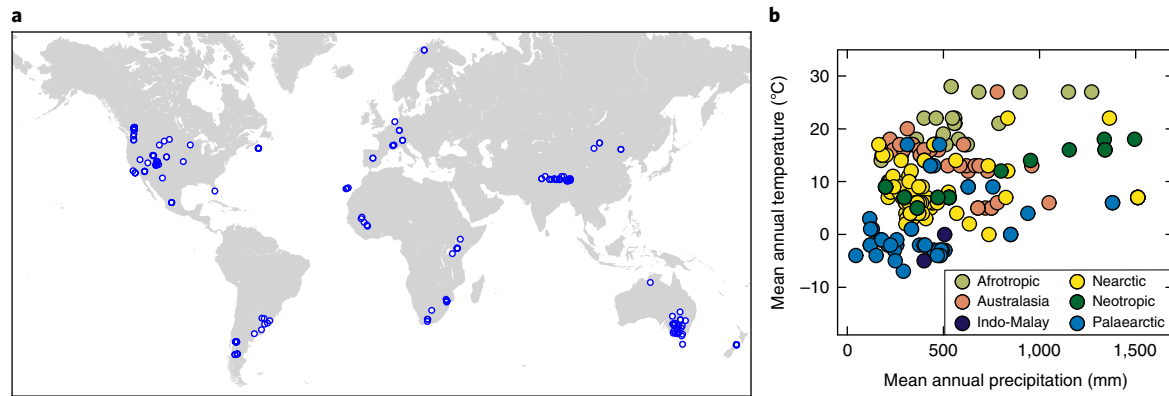 a
b
Mean annual temperature (°C)
30
20
10
0
–10
Afrotropic
Nearctic
Australasia
Neotropic
Indo-Malay
Palaearctic
0
500
1,000
1,500
Mean annual precipitation (mm)